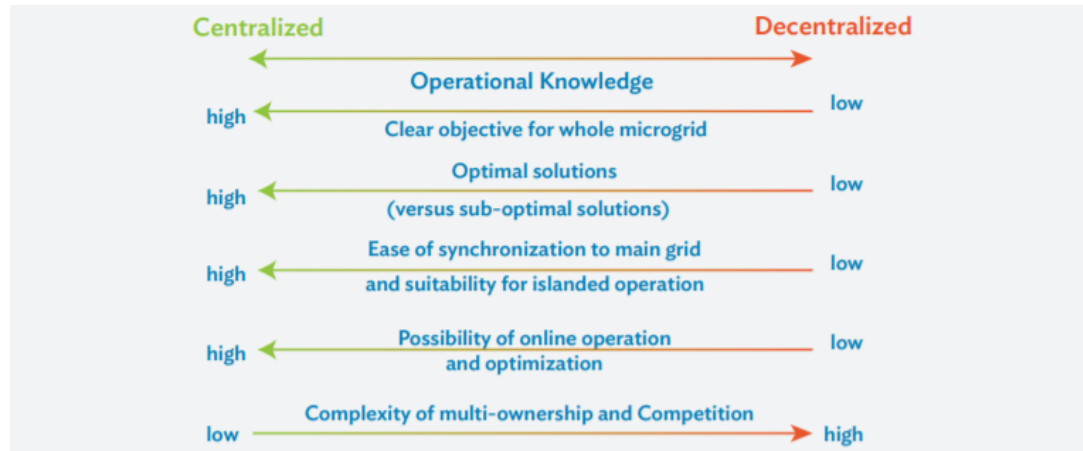 Centralized
Decentralized
Operational Knowledge
high
low
Clear objective for whole microgrid
Optimal solutions
high
low
(versus sub-optimal solutions)
Ease of synchronization to main grid
high
low
and suitability for islanded operation
Possibility of online operation
high
low
and optimization
Complexity of multi-ownership and Competition
low
high